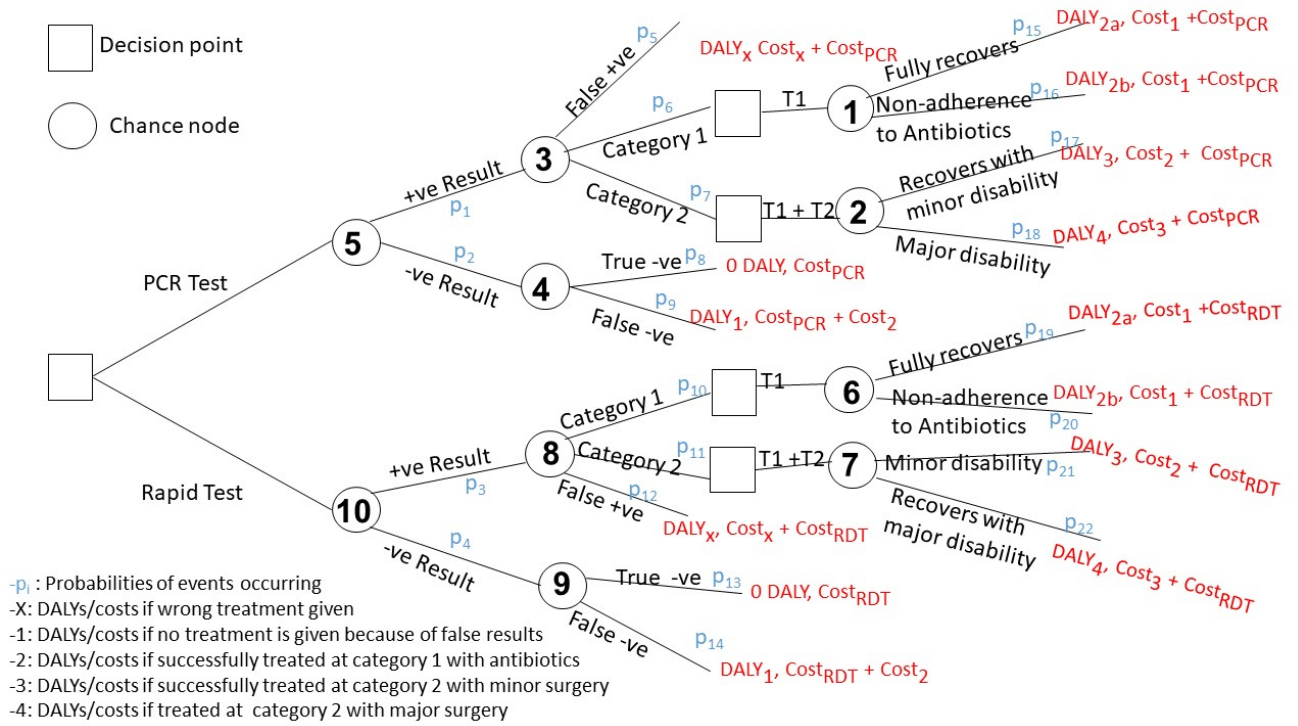 Decision point
Chance node
PCR Test
Rapid Test
5
+ve Result
p1
p2
-ve Result
3
False +ve
p5
DALYx Costx + CostPCR
p6
Category 1
T1
1
Fully recovers
p15
DALY2a, Cost1 +CostPCR
Non-adherence
to Antibiotics
p16
DALY2b, Cost1 +CostPCR
Category 2
p7
T1 + T2
2
Recovers with
minor disability
p17
DALY3, Cost2 + CostPCR
Major disability
p18
DALY4, Cost3 + CostPCR
4
True -ve
p8
0 DALY, CostPCR
False -ve
p9
DALY1, CostPCR + Cost2
10
+ve Result
p3
p4
-ve Result
8
Category 1
p10
T1
6
Fully recovers
p19
DALY2a, Cost1 +CostRDT
Non-adherence
to Antibiotics
p20
DALY2b, Cost1 + CostRDT
Category 2
p11
T1 +T2
7
Minor disability
p21
DALY3, Cost2 + CostRDT
Recovers with
major disability
p22
DALY4, Cost3 + CostRDT
False +ve
p12
DALYx, Costx + CostRDT
9
True -ve
p13
0 DALY, CostRDT
False -ve
p14
DALY1, CostRDT + Cost2
-pi : Probabilities of events occurring
-X: DALYs/costs if wrong treatment given
-1: DALYs/costs if no treatment is given because of false results
-2: DALYs/costs if successfully treated at category 1 with antibiotics
-3: DALYs/costs if successfully treated at category 2 with minor surgery
-4: DALYs/costs if treated at category 2 with major surgery